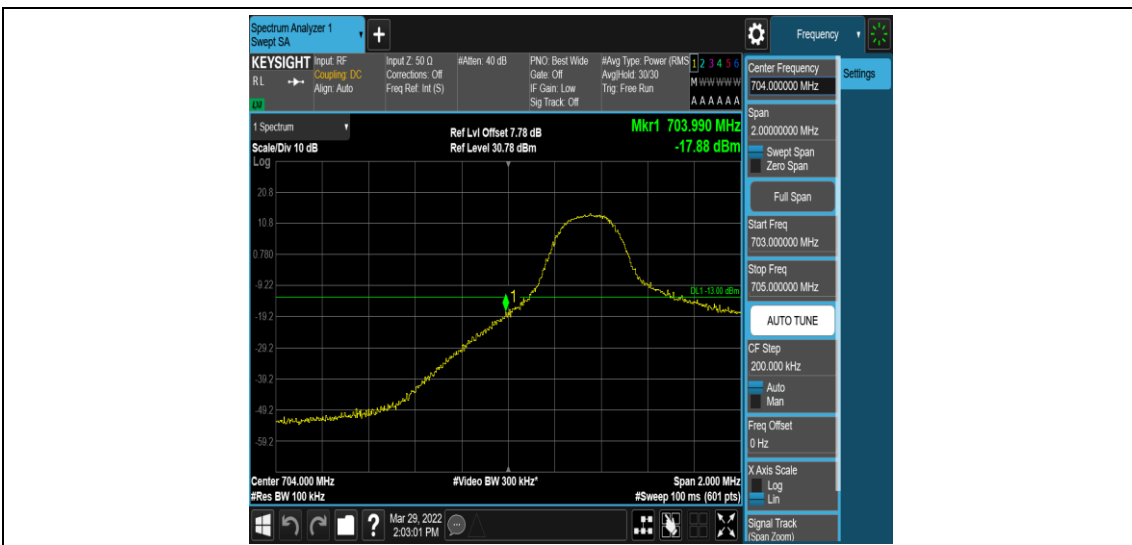 Spectrum Analyzer 1
Swept SA
+
Frequency
KEYSIGHT
RL
LXI
Input: RF
Coupling: DC
Align: Auto
Input Z: 50 Ω
Corrections: Off
Freq Ref: Int (S)
#Atten: 40 dB
PNO: Best Wide
Gate: Off
IF Gain: Low
Sig Track: Off
#Avg Type: Power (RMS
Avg|Hold: 30/30
Trig: Free Run
1 2 3 4 5 6
M W W W W W
A A A A A A
1 Spectrum
Scale/Div 10 dB
Log
Ref Lvl Offset 7.78 dB
Ref Level 30.78 dBm
Mkr1 703.990 MHz
-17.88 dBm
20.8
10.8
0.780
-9.22
-19.2
-29.2
-39.2
-49.2
-59.2
1
DL1 -13.00 dBm
Center 704.000 MHz
#Res BW 100 kHz
#Video BW 300 kHz*
Span 2.000 MHz
#Sweep 100 ms (601 pts)
?
Mar 29, 2022
2:03:01 PM
Center Frequency
704.000000 MHz
Settings
Span
2.00000000 MHz
Swept Span
Zero Span
Full Span
Start Freq
703.000000 MHz
Stop Freq
705.000000 MHz
AUTO TUNE
CF Step
200.000 kHz
Auto
Man
Freq Offset
0 Hz
X Axis Scale
Log
Lin
Signal Track
(Span Zoom)